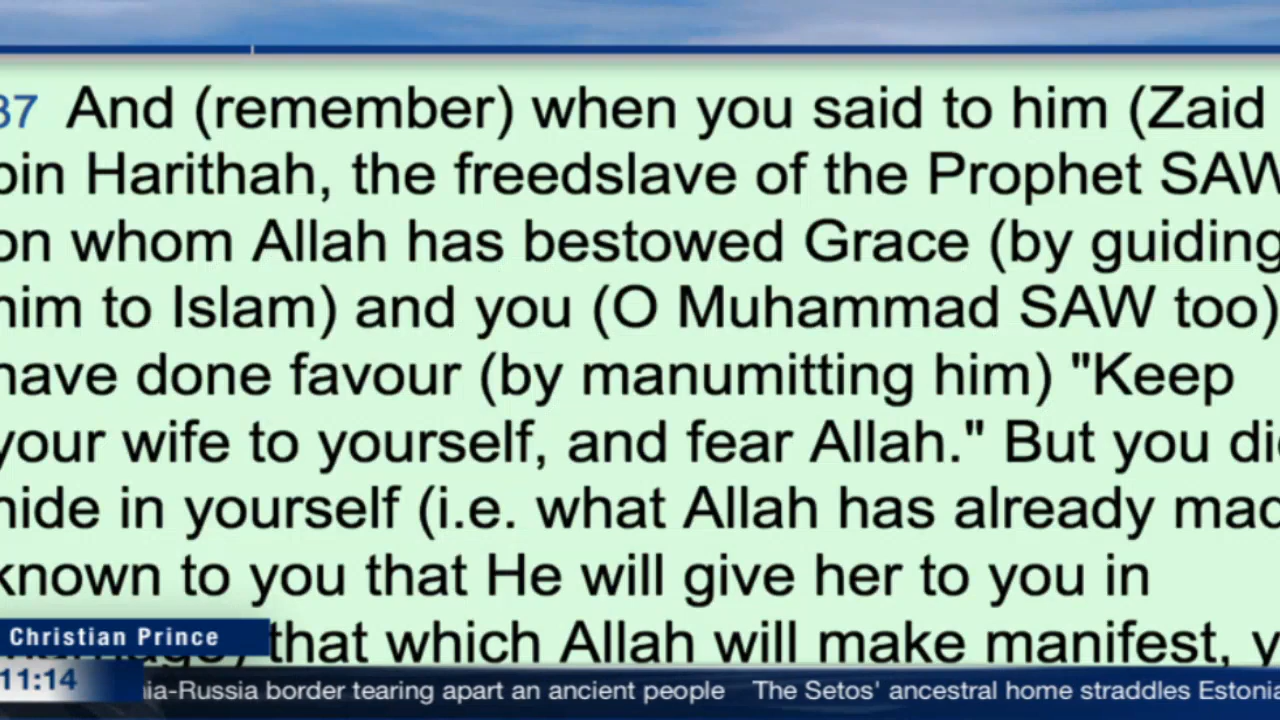 37 And (remember) when you said to him (Zaid
bin Harithah, the freedslave of the Prophet SAW
on whom Allah has bestowed Grace (by guiding
him to Islam) and you (O Muhammad SAW too)
have done favour (by manumitting him) "Keep
your wife to yourself, and fear Allah." But you did
hide in yourself (i.e. what Allah has already mad
known to you that He will give her to you in
marriage) that which Allah will make manifest, y
Christian Prince
11:14
ia-Russia border tearing apart an ancient people The Setos' ancestral home straddles Estonia